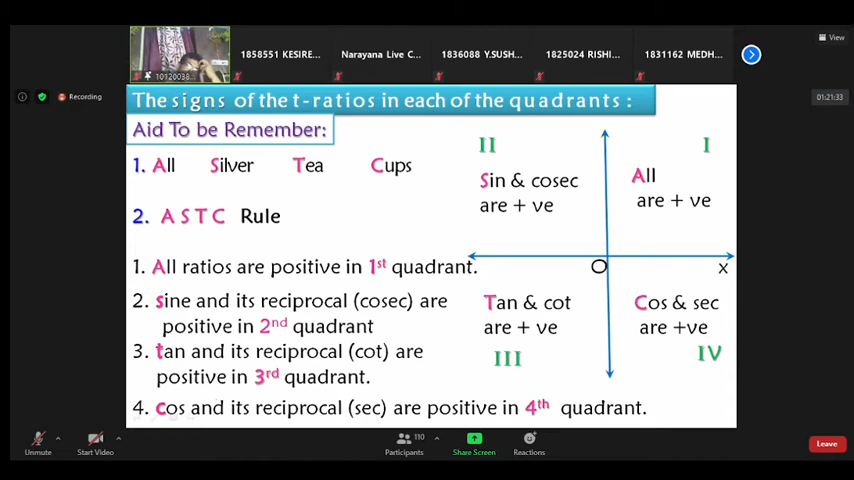 View
1858551 KESIRE...
Narayana Live C...
1836088 Y.SUSH...
1825024 RISHI...
1831162 MEDH...
10120038...
Recording
01:21:33
The signs of the t-ratios in each of the quadrants :
Aid To be Remember:
1. All Silver Tea Cups
2. A S T C Rule
II
I
Sin & cosec
are + ve
All
are + ve
O
x
Tan & cot
are + ve
Cos & sec
are +ve
III
IV
1. All ratios are positive in 1st quadrant.
2. sine and its reciprocal (cosec) are
positive in 2nd quadrant
3. tan and its reciprocal (cot) are
positive in 3rd quadrant.
4. cos and its reciprocal (sec) are positive in 4th quadrant.
Unmute
Start Video
110
Participants
Share Screen
Reactions
Leave